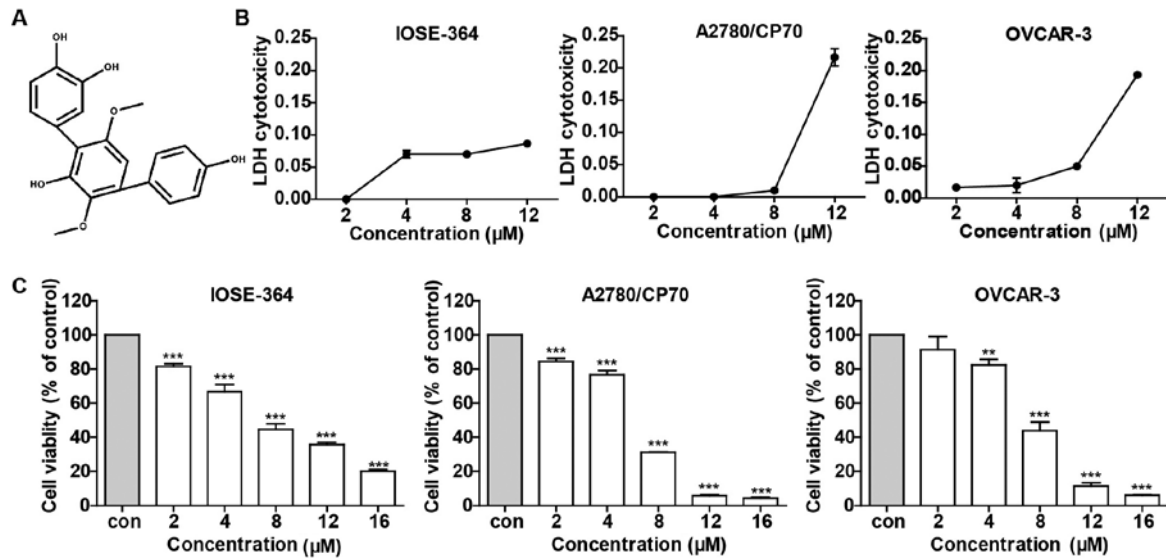 A
OH
OH
O
HO
O
OH
B
IOSE-364
LDH cytotoxicity
0.25
0.20
0.15
0.10
0.05
0.00
2 4 8 12
Concentration (µM)
A2780/CP70
LDH cytotoxicity
0.25
0.20
0.15
0.10
0.05
0.00
2 4 8 12
Concentration (µM)
OVCAR-3
LDH cytotoxicity
0.25
0.20
0.15
0.10
0.05
0.00
2 4 8 12
Concentration (µM)
C
IOSE-364
Cell viablity (% of control)
120
100
80
60
40
20
0
*** *** *** *** ***
con 2 4 8 12 16
Concentration (µM)
A2780/CP70
Cell viablity (% of control)
120
100
80
60
40
20
0
*** *** *** *** ***
con 2 4 8 12 16
Concentration (µM)
OVCAR-3
Cell viablity (% of control)
120
100
80
60
40
20
0
** *** *** ***
con 2 4 8 12 16
Concentration (µM)